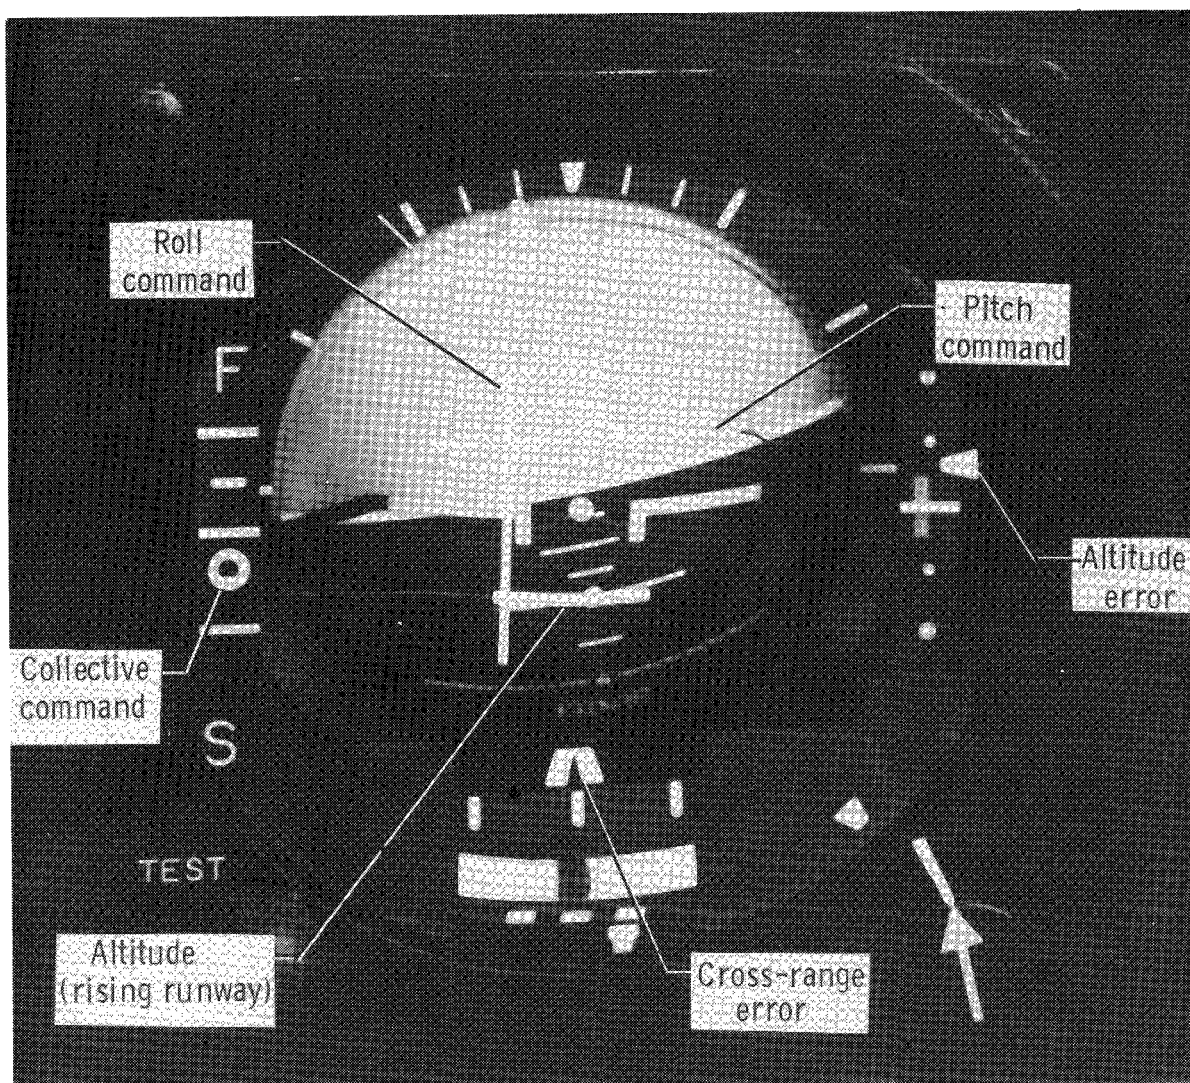 Roll
command
Pitch
command
F
Altitude
error
Collective
command
S
TEST
Altitude
(rising runway)
Cross-range
error